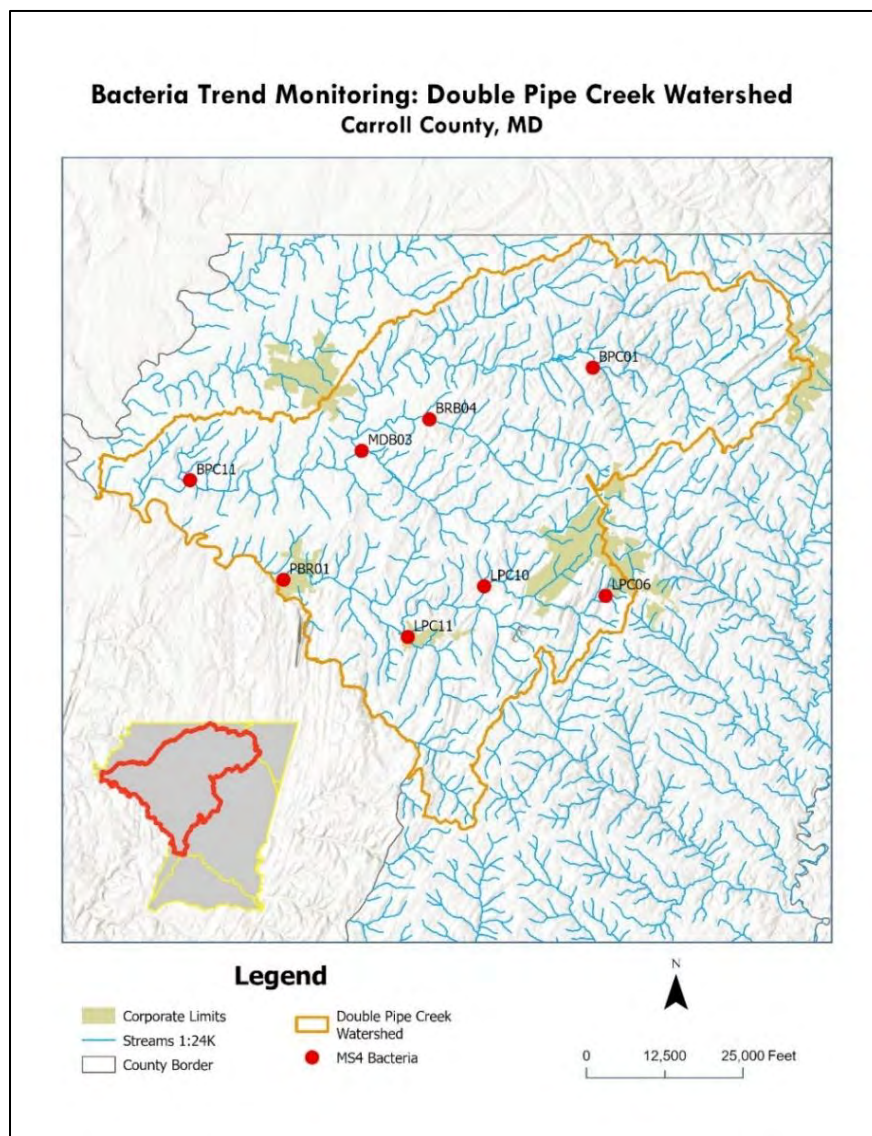 Bacteria Trend Monitoring: Double Pipe Creek Watershed
Carroll County, MD
BPC01
BRB04
MDB03
BPC11
PBR01
LPC10
LPC06
LPC11
Legend
Corporate Limits
Streams 1:24K
County Border
Double Pipe Creek
Watershed
MS4 Bacteria
N
0 12,500 25,000 Feet